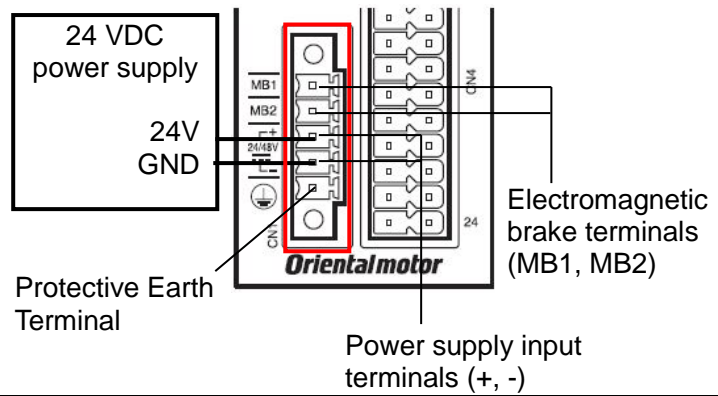 24 VDC
power supply
24V
GND
MB1
MB2
+
24/48V
-
CN1
CN4
24
Orientalmotor
Electromagnetic
brake terminals
(MB1, MB2)
Protective Earth
Terminal
Power supply input
terminals (+, -)